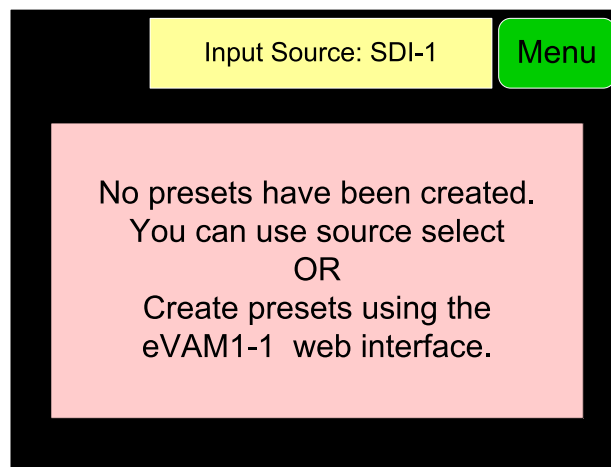 Input Source: SDI-1
Menu
No presets have been created.
You can use source select
OR
Create presets using the
eVAM1-1  web interface.